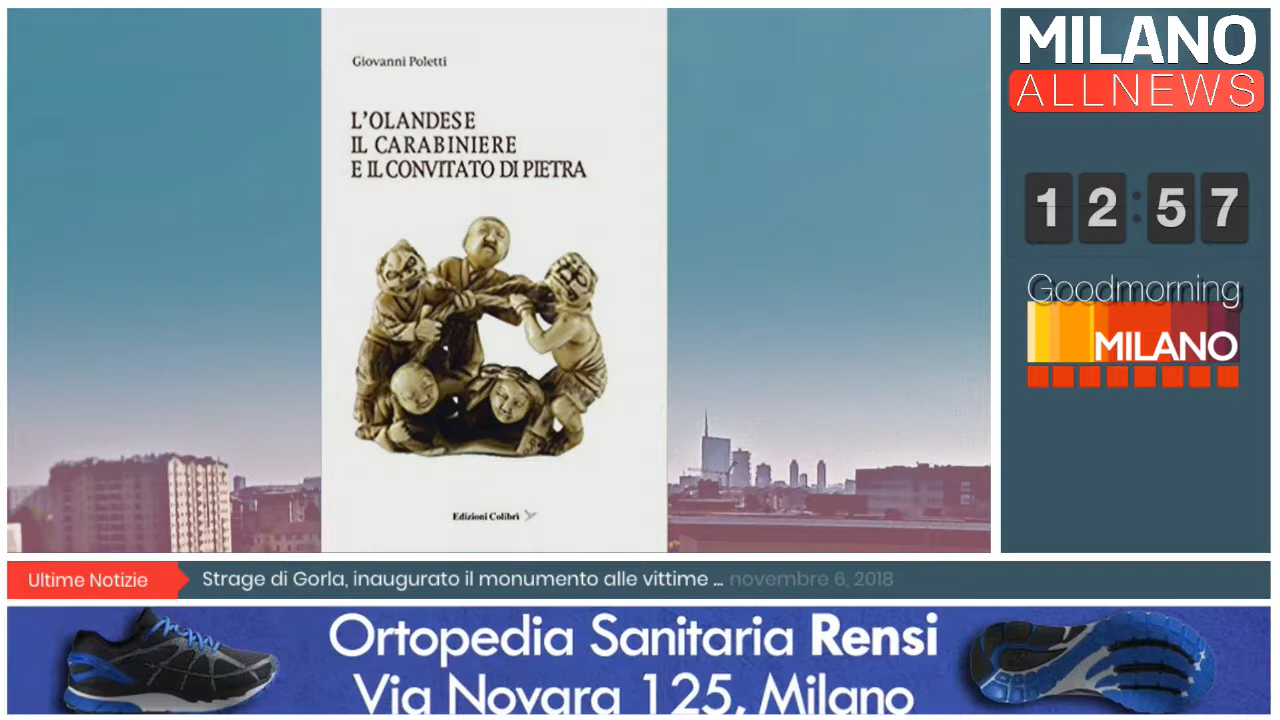 Giovanni Poletti
L'OLANDESE
IL CARABINIERE
E IL CONVITATO DI PIETRA
Edizioni Colibrì
MILANO
ALLNEWS
12:57
Goodmorning
MILANO
Ultime Notizie
Strage di Gorla, inaugurato il monumento alle vittime ... novembre 6, 2018
Ortopedia Sanitaria Rensi
Via Novara 125, Milano